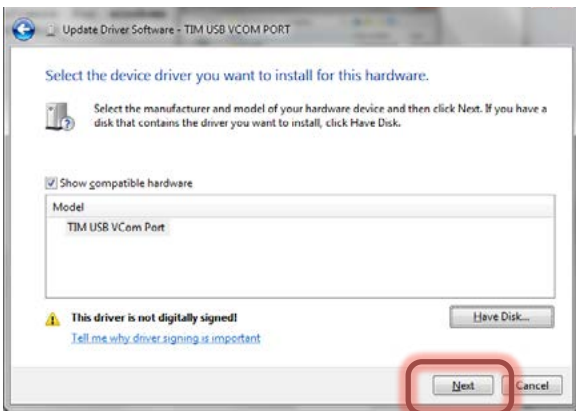 Update Driver Software - TIM USB VCOM PORT
Select the device driver you want to install for this hardware.
Select the manufacturer and model of your hardware device and then click Next. If you have a
disk that contains the driver you want to install, click Have Disk.
Show compatible hardware
Model
TIM USB VCom Port
This driver is not digitally signed!
Have Disk...
Tell me why driver signing is important
Next
Cancel